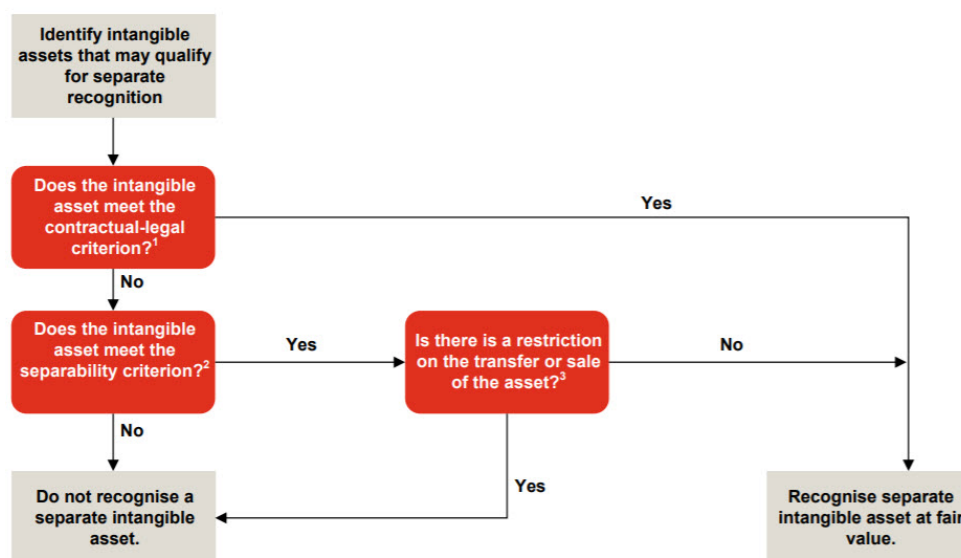 Identify intangible
assets that may qualify
for separate
recognition
Does the intangible
asset meet the
contractual-legal
criterion?1
Yes
No
Does the intangible
asset meet the
separability criterion?2
Yes
Is there is a restriction
on the transfer or sale
of the asset?3
No
No
Yes
Do not recognise a
separate intangible
asset.
Recognise separate
intangible asset at fair
value.